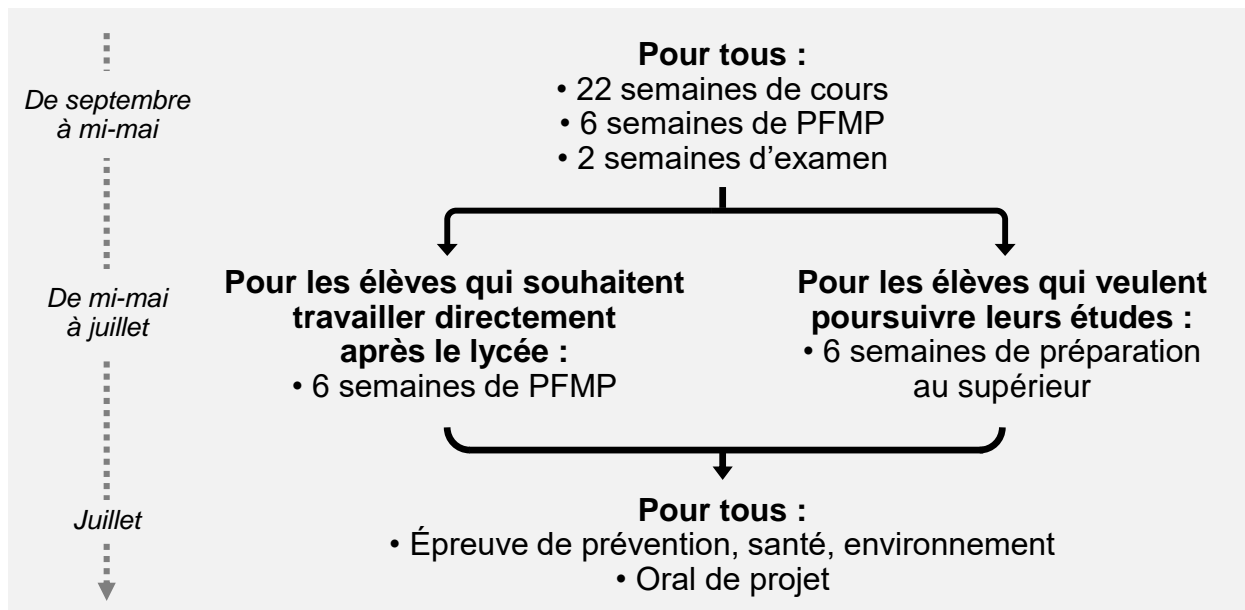 Pour tous :
• 22 semaines de cours
• 6 semaines de PFMP
• 2 semaines d’examen
De septembre
à mi-mai
Pour les élèves qui souhaitent
travailler directement
après le lycée :
• 6 semaines de PFMP
Pour les élèves qui veulent
poursuivre leurs études :
• 6 semaines de préparation
au supérieur
De mi-mai
à juillet
Pour tous :
• Épreuve de prévention, santé, environnement
• Oral de projet
Juillet